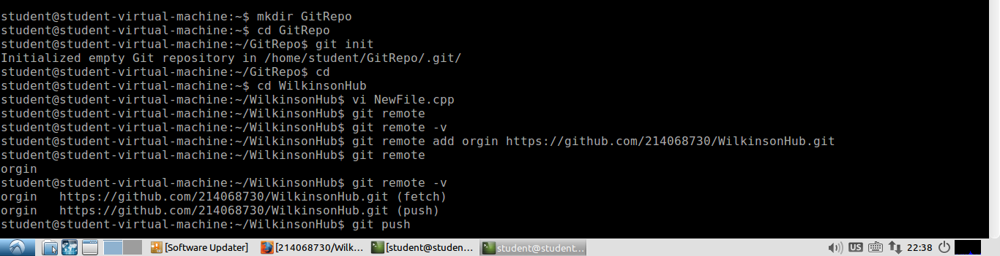 student@student-virtual-machine:~$ mkdir GitRepo
student@student-virtual-machine:~$ cd GitRepo
student@student-virtual-machine:~/GitRepo$ git init
Initialized empty Git repository in /home/student/GitRepo/.git/
student@student-virtual-machine:~/GitRepo$ cd
student@student-virtual-machine:~$ cd WilkinsonHub
student@student-virtual-machine:~/WilkinsonHub$ vi NewFile.cpp
student@student-virtual-machine:~/WilkinsonHub$ git remote
student@student-virtual-machine:~/WilkinsonHub$ git remote -v
student@student-virtual-machine:~/WilkinsonHub$ git remote add orgin https://github.com/214068730/WilkinsonHub.git
student@student-virtual-machine:~/WilkinsonHub$ git remote
orgin
student@student-virtual-machine:~/WilkinsonHub$ git remote -v
orgin   https://github.com/214068730/WilkinsonHub.git (fetch)
orgin   https://github.com/214068730/WilkinsonHub.git (push)
student@student-virtual-machine:~/WilkinsonHub$ git push
[Software Updater] [214068730/Wilk... [student@studen... student@student... US 22:38